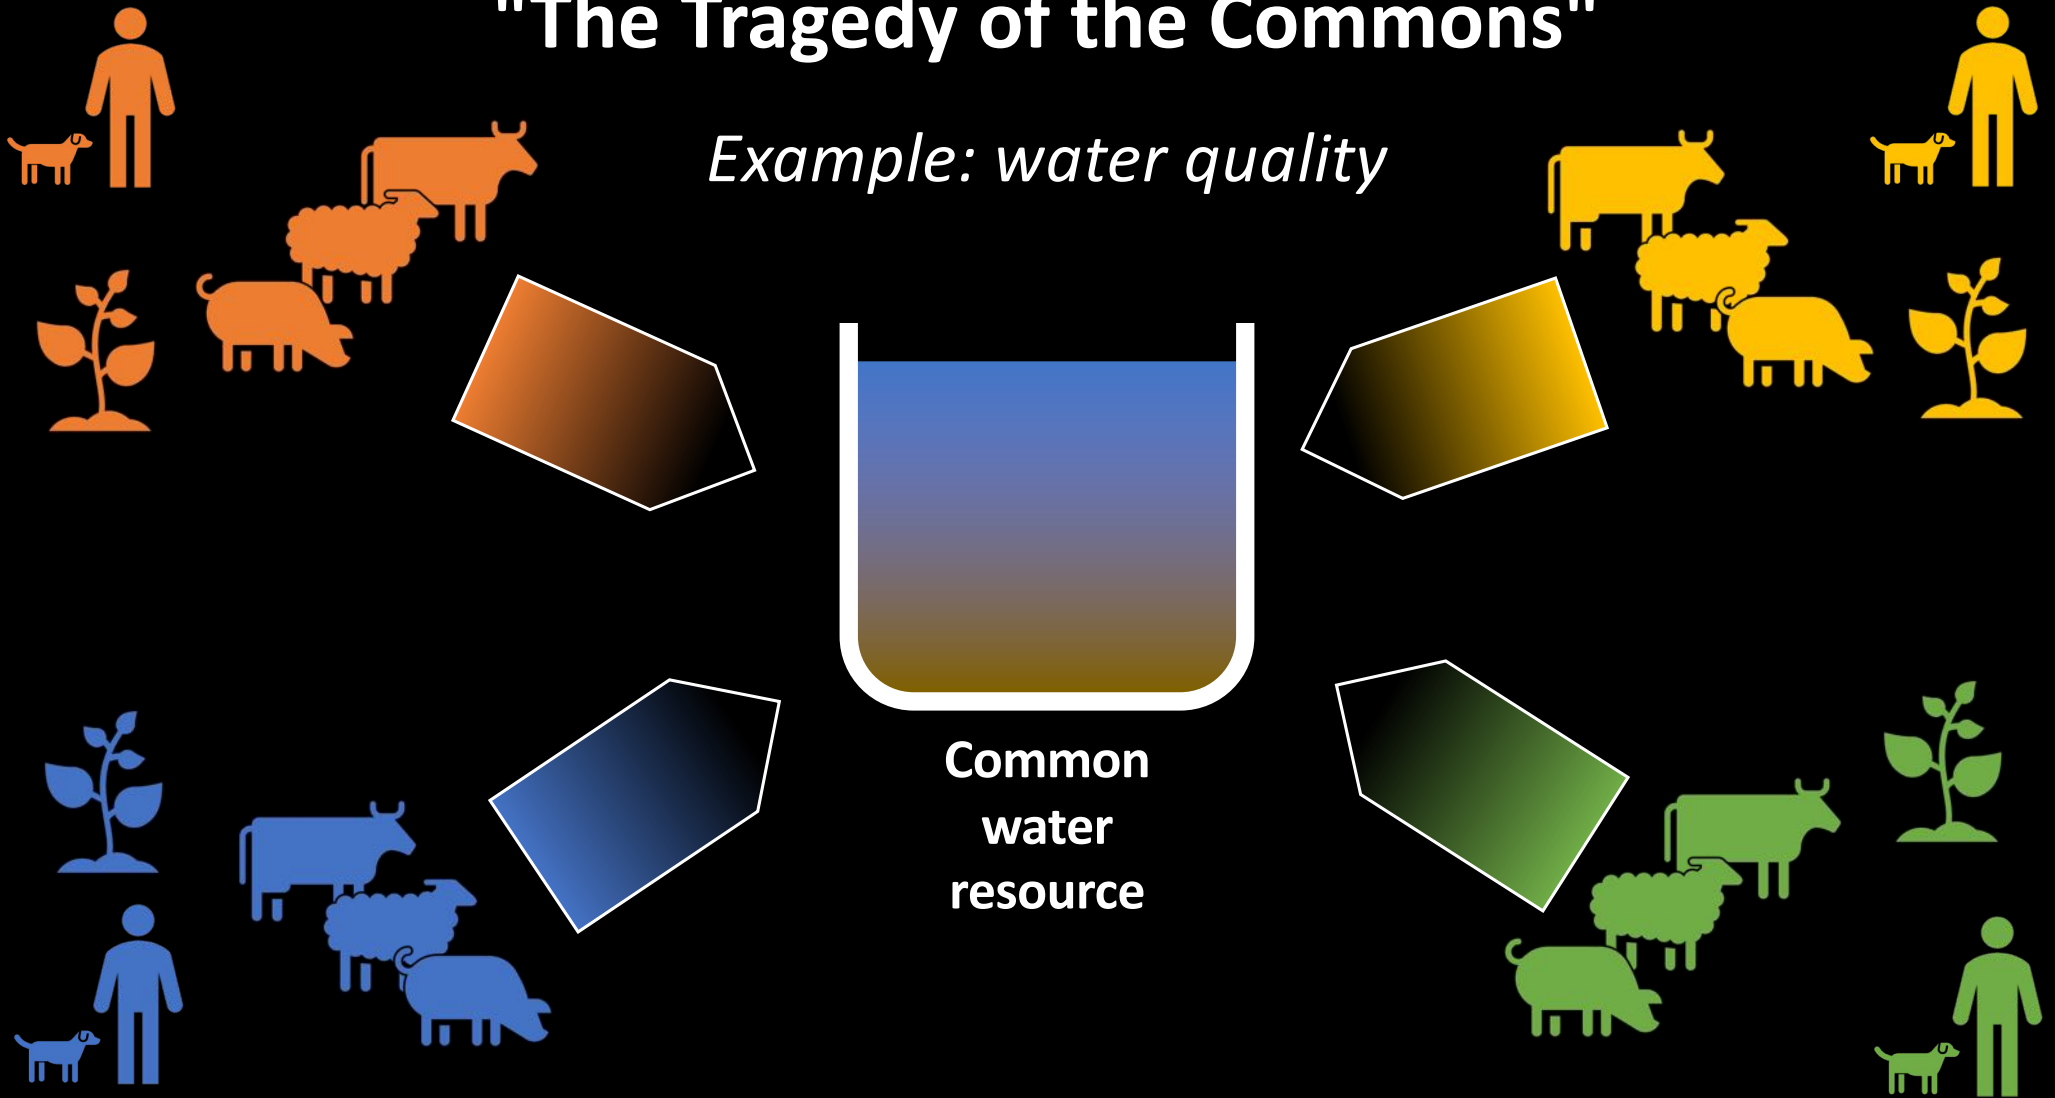 "The Tragedy of the Commons"
Example: water quality
Common
water
resource